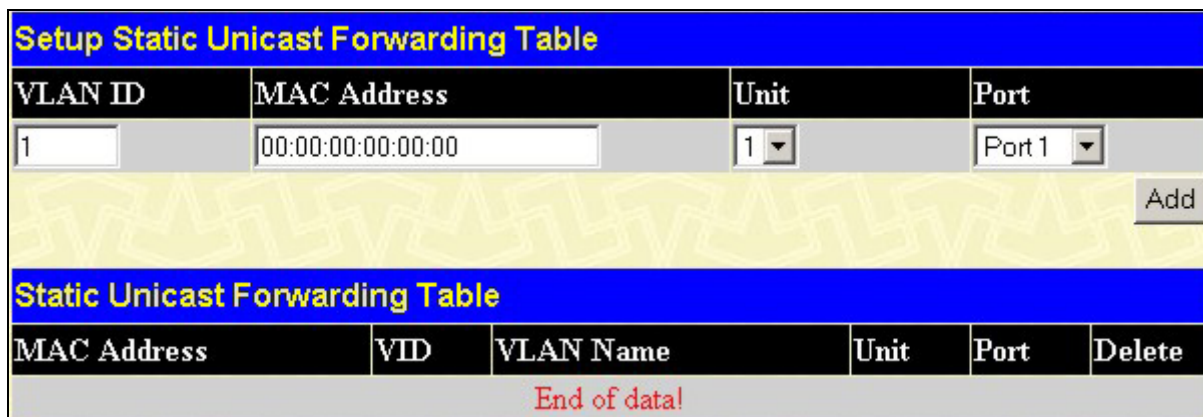 Setup Static Unicast Forwarding Table
VLAN ID MAC Address Unit Port
1 00:00:00:00:00:00 1 Port 1
Add
Static Unicast Forwarding Table
MAC Address VID VLAN Name Unit Port Delete
End of data!